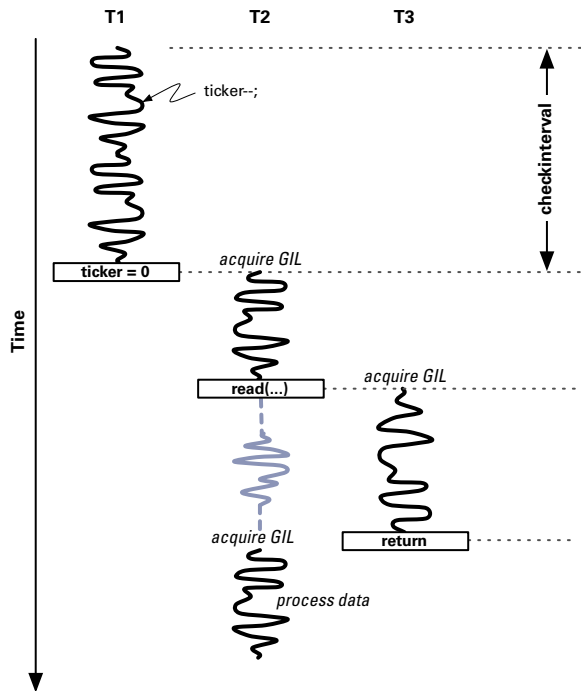 T1
T2
T3
ticker--;
checkinterval
acquire GIL
ticker = 0
Time
acquire GIL
read(...)
acquire GIL
return
process data